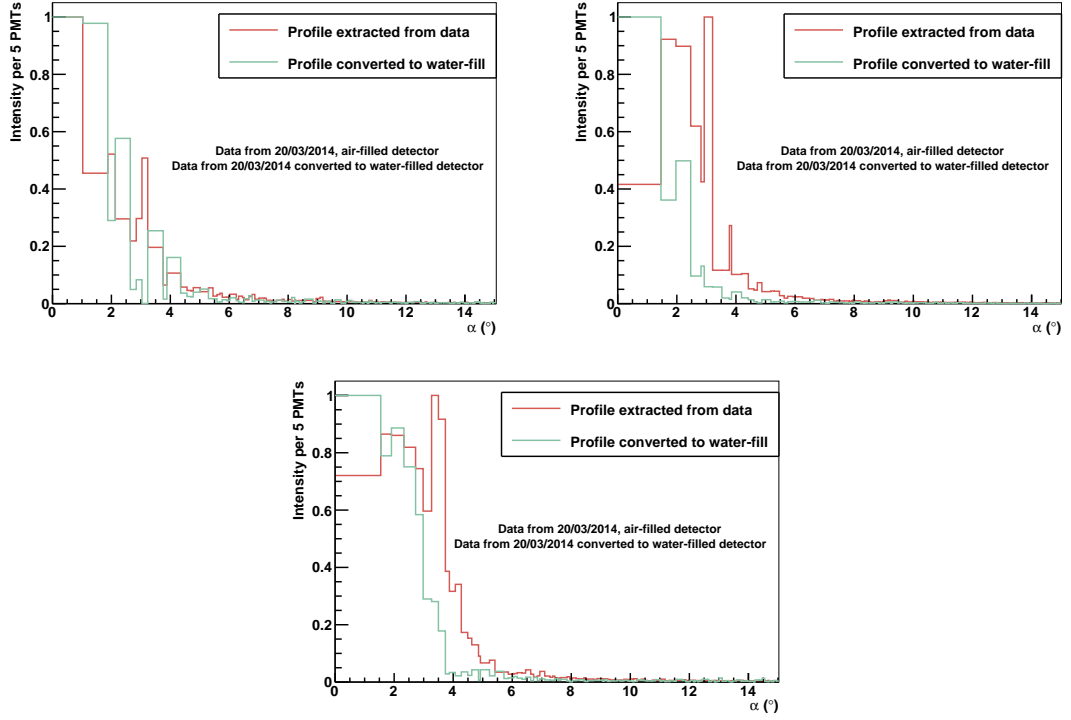 Intensity per 5 PMTs
1
0.8
0.6
0.4
0.2
0
Profile extracted from data
Profile converted to water-fill
Data from 20/03/2014, air-filled detector
Data from 20/03/2014 converted to water-filled detector
0 2 4 6 8 10 12 14
α (°)
Intensity per 5 PMTs
1
0.8
0.6
0.4
0.2
0
Profile extracted from data
Profile converted to water-fill
Data from 20/03/2014, air-filled detector
Data from 20/03/2014 converted to water-filled detector
0 2 4 6 8 10 12 14
α (°)
Intensity per 5 PMTs
1
0.8
0.6
0.4
0.2
0
Profile extracted from data
Profile converted to water-fill
Data from 20/03/2014, air-filled detector
Data from 20/03/2014 converted to water-filled detector
0 2 4 6 8 10 12 14
α (°)